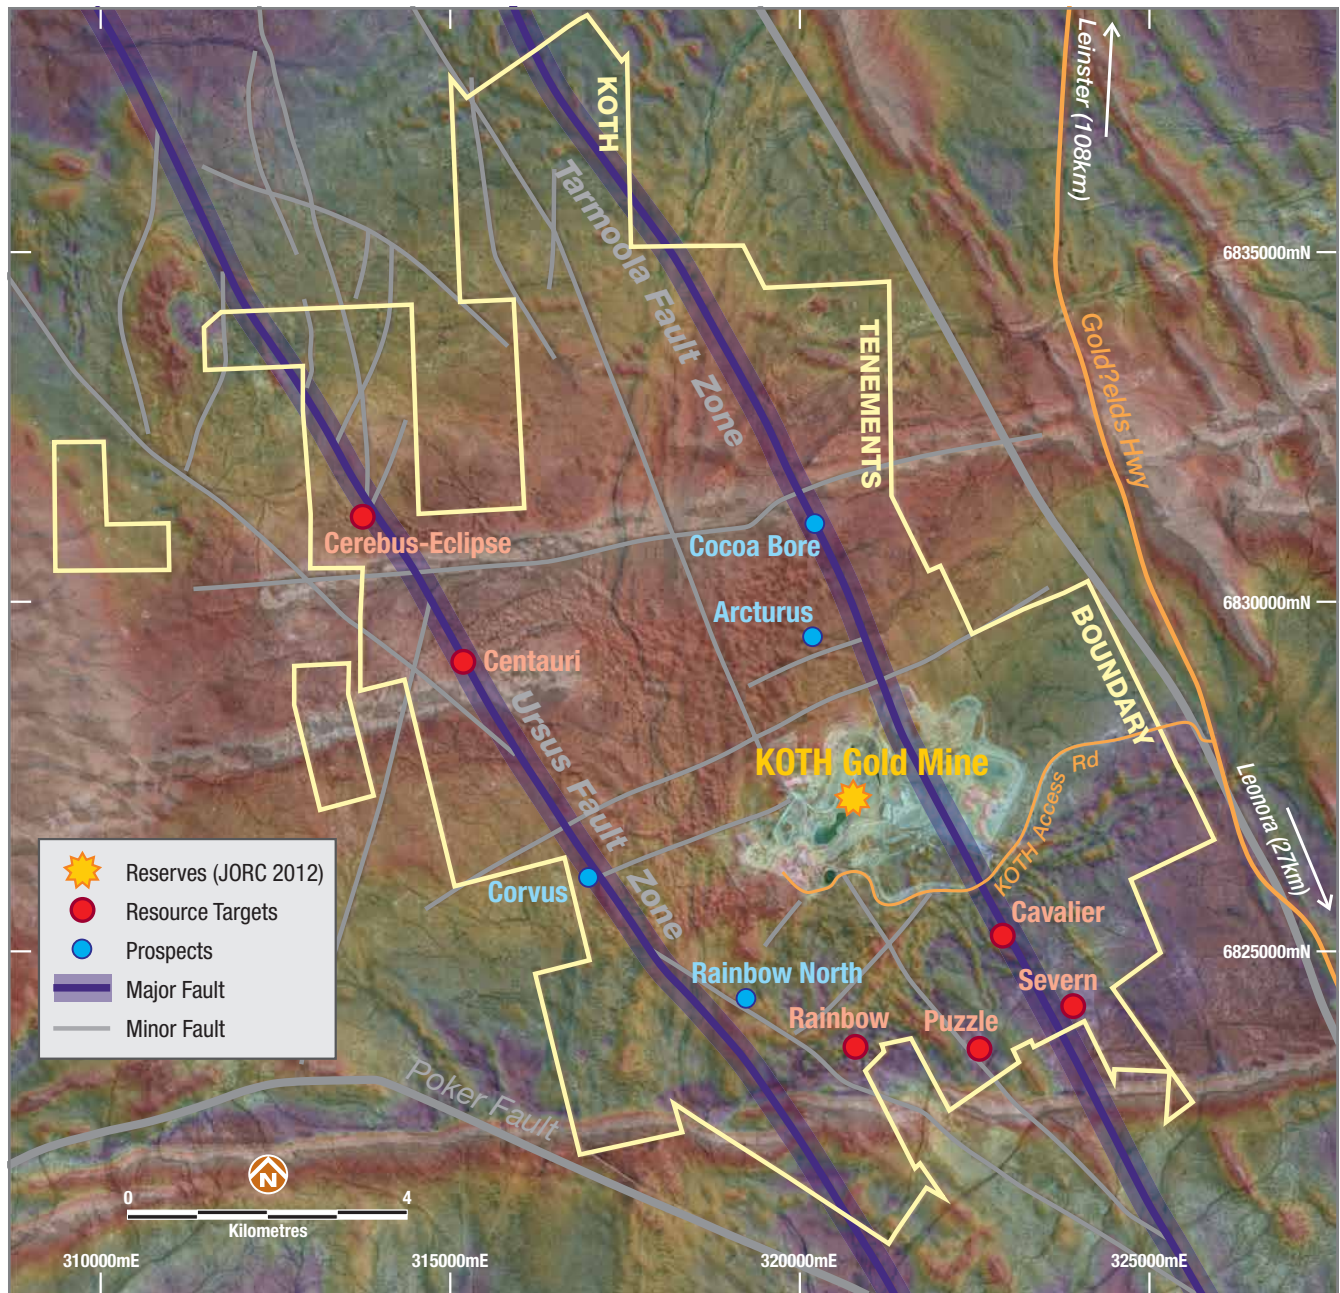 Leinster (108km)
KOTH
Tarmoola Fault Zone
6835000mN
TENEMENTS
Gold?elds Hwy
Cerebus-Eclipse
Cocoa Bore
6830000mN
Arcturus
BOUNDARY
Centauri
Ursus Fault Zone
KOTH Gold Mine
KOTH Access Rd
Leonora (27km)
Corvus
Cavalier
6825000mN
Rainbow North
Severn
Rainbow
Puzzle
Reserves (JORC 2012)
Resource Targets
Prospects
Major Fault
Minor Fault
Poker Fault
N
0 4
Kilometres
310000mE 315000mE 320000mE 325000mE